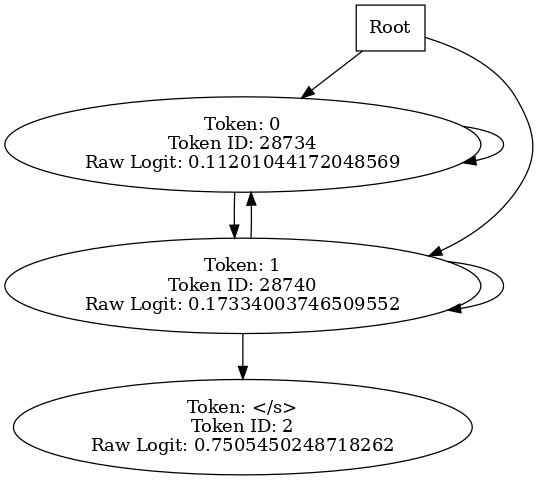 Root
Token: 0
Token ID: 28734
Raw Logit: 0.11201044172048569
Token: 1
Token ID: 28740
Raw Logit: 0.17334003746509552
Token: </s>
Token ID: 2
Raw Logit: 0.7505450248718262